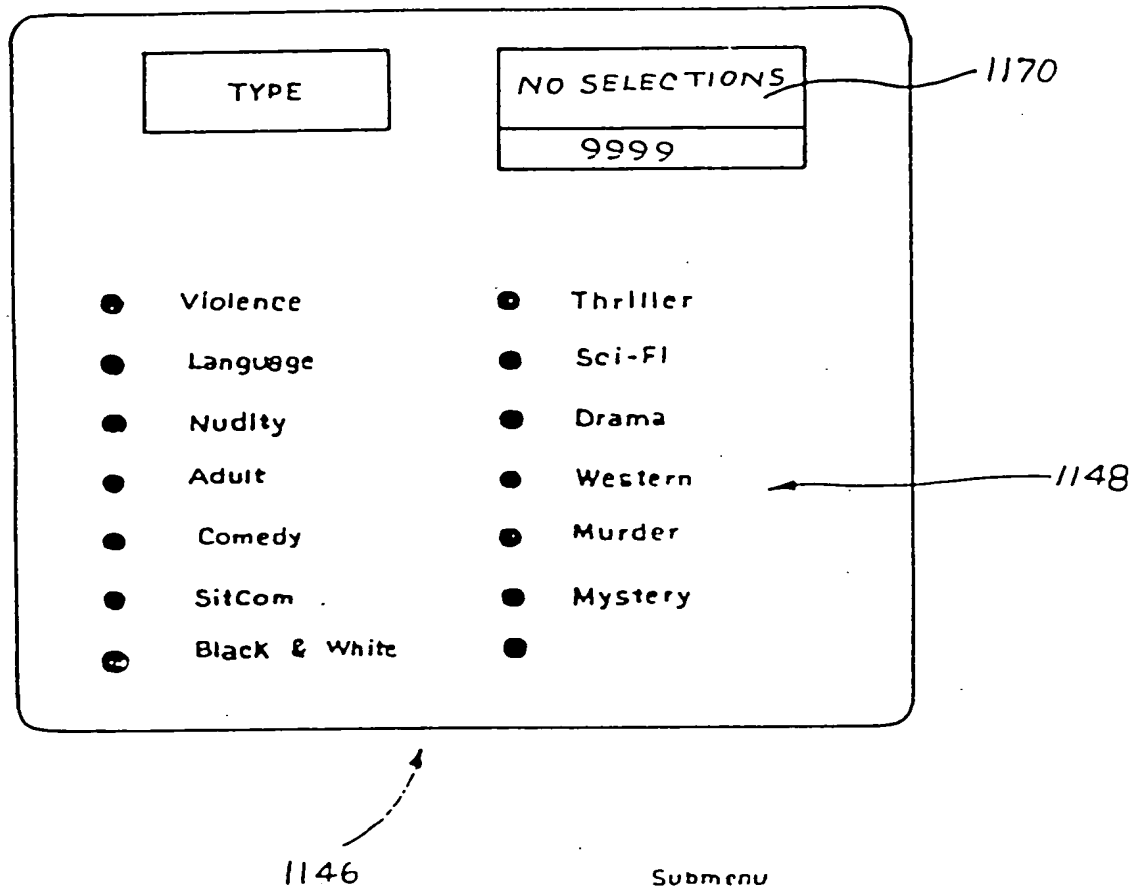 TYPE
NO SELECTIONS
9999
1170
Violence
Language
Nudity
Adult
Comedy
SitCom
Black & White
Thriller
Sci-Fi
Drama
Western
Murder
Mystery
1148
1146
Submenu